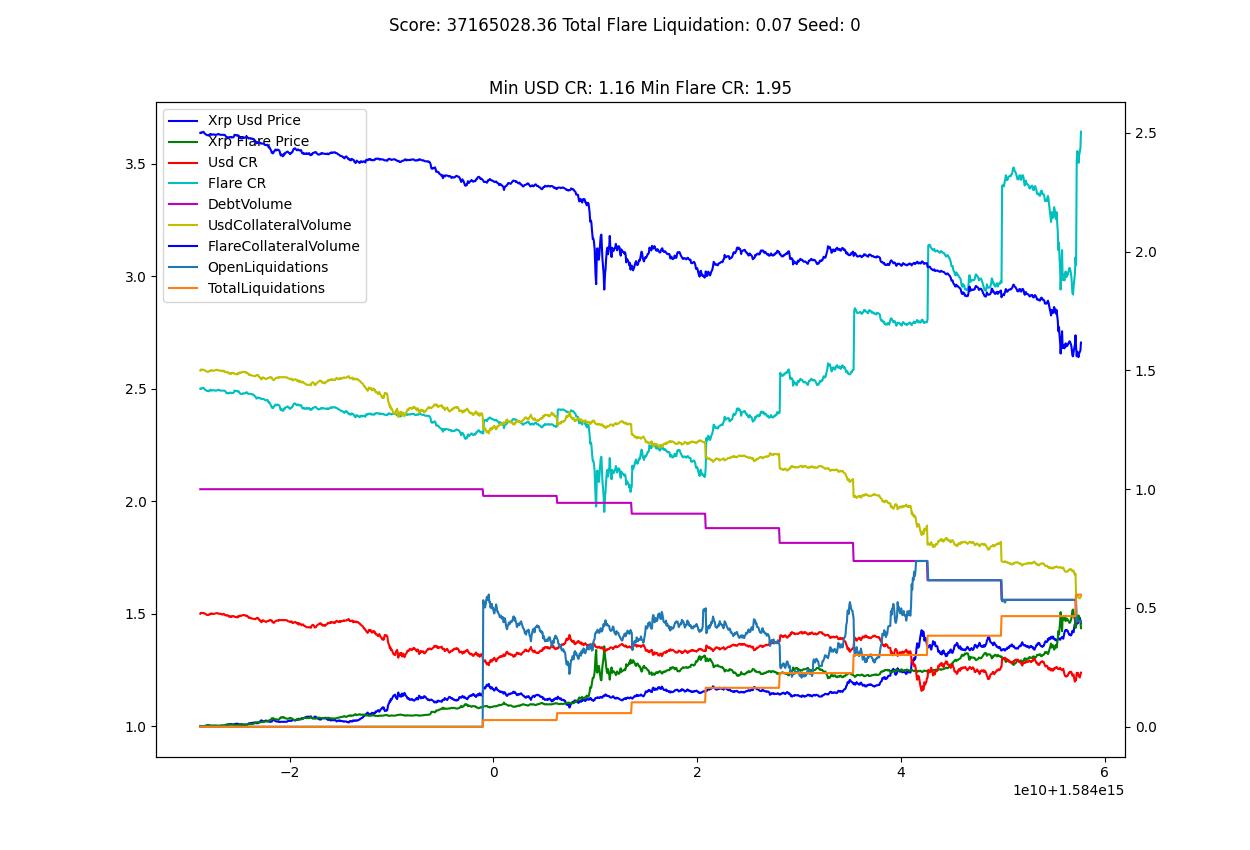 Score: 37165028.36 Total Flare Liquidation: 0.07 Seed: 0
Min USD CR: 1.16 Min Flare CR: 1.95
Xrp Usd Price
Xrp Flare Price
Usd CR
Flare CR
DebtVolume
UsdCollateralVolume
FlareCollateralVolume
OpenLiquidations
TotalLiquidations
3.5
3.0
2.5
2.0
1.5
1.0
2.5
2.0
1.5
1.0
0.5
0.0
−2
0
2
4
6
1e10+1.584e15